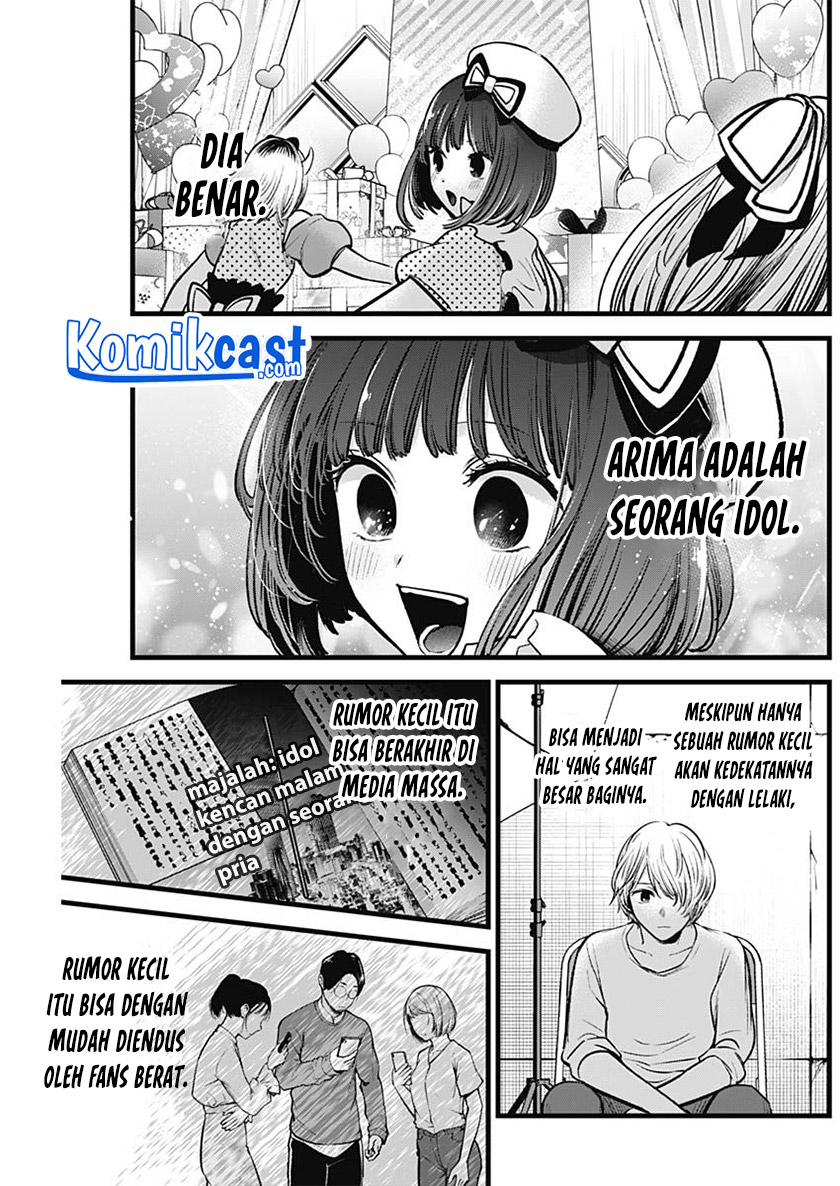 DIA
BENAR.
Komikcast
.com
ARIMA ADALAH
SEORANG IDOL.
MESKIPUN HANYA
SEBUAH RUMOR KECIL
AKAN KEDEKATANNYA
DENGAN LELAKI,
BISA MENJADI
HAL YANG SANGAT
BESAR BAGINYA.
RUMOR KECIL ITU
BISA BERAKHIR DI
MEDIA MASSA.
majalah: idol
kencan malam
dengan seoran
pria
RUMOR KECIL
ITU BISA DENGAN
MUDAH DIENDUS
OLEH FANS BERAT.